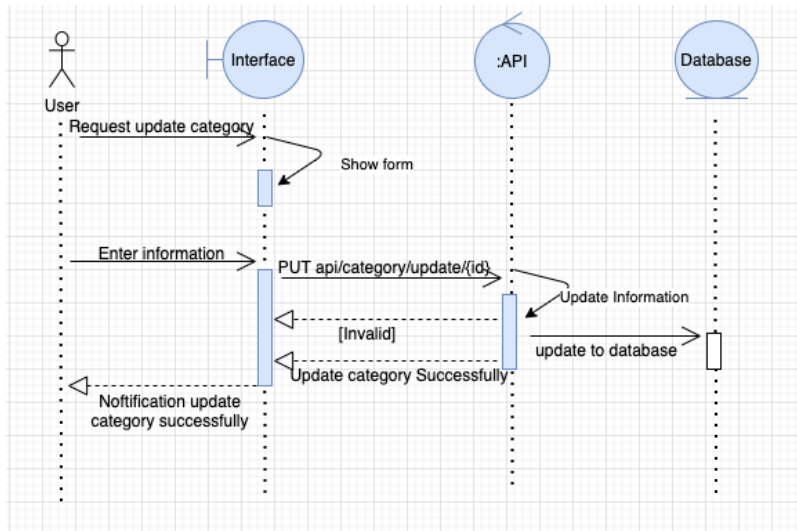 Interface
:API
Database
User
Request update category
Show form
Enter information
PUT api/category/update/{id}
Update Information
[Invalid]
update to database
Update category Successfully
Noftification update
category successfully